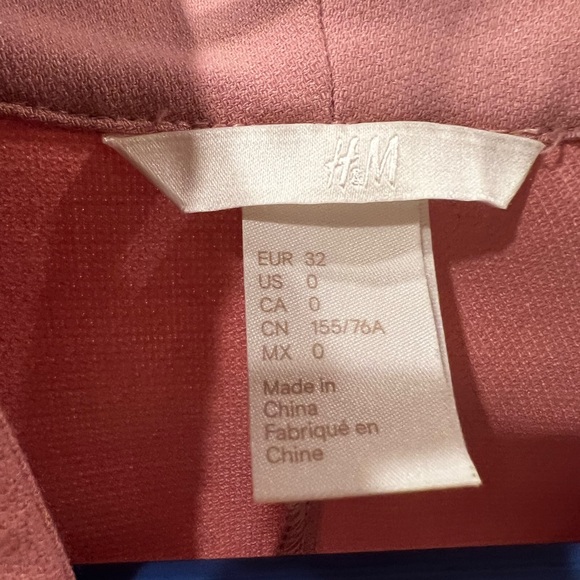 H&M
EUR 32
US 0
CA 0
CN 155/76A
MX 0
Made in
China
Fabriqué en
Chine